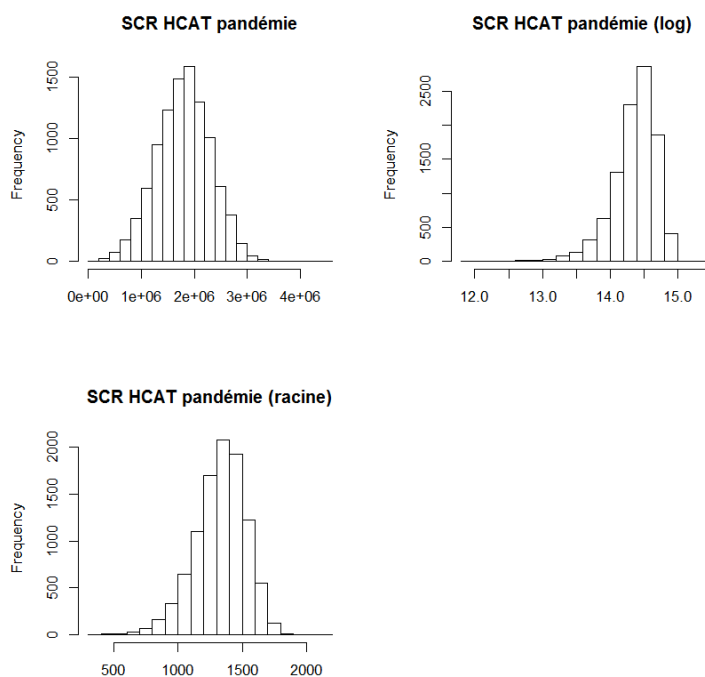 SCR HCAT pandémie
Frequency
1500
1000
500
0
0e+00 1e+06 2e+06 3e+06 4e+06
SCR HCAT pandémie (log)
Frequency
2500
1500
500
0
12.0 13.0 14.0 15.0
SCR HCAT pandémie (racine)
Frequency
2000
1500
1000
500
0
500 1000 1500 2000